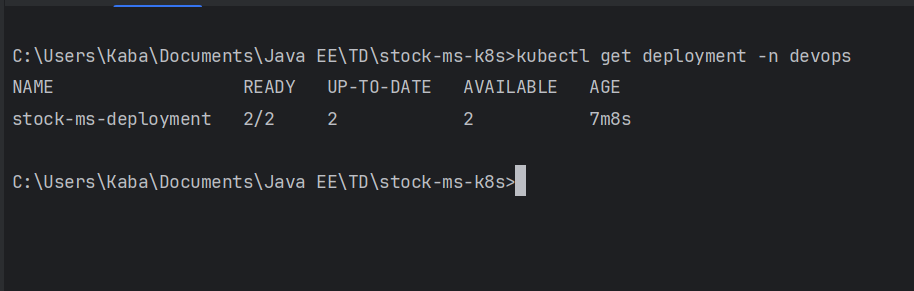 C:\Users\Kaba\Documents\Java EE\TD\stock-ms-k8s>kubectl get deployment -n devops
NAME                  READY   UP-TO-DATE   AVAILABLE   AGE
stock-ms-deployment   2/2     2            2           7m8s
C:\Users\Kaba\Documents\Java EE\TD\stock-ms-k8s>